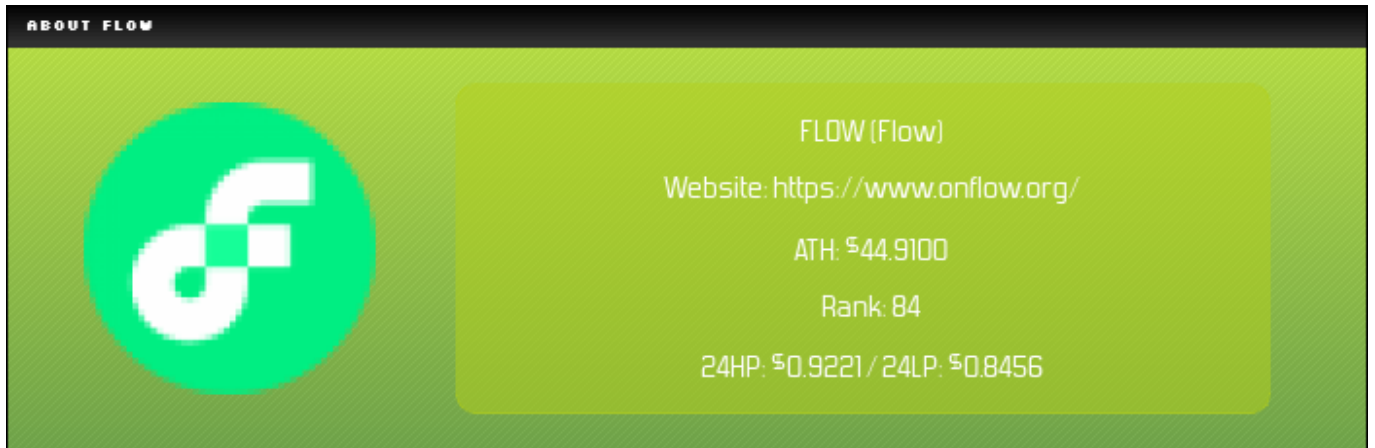 ABOUT FLOW
FLOW (Flow)
Website: https://www.onflow.org/
ATH: $44.9100
Rank: 84
24HP: $0.9221 / 24LP: $0.8456